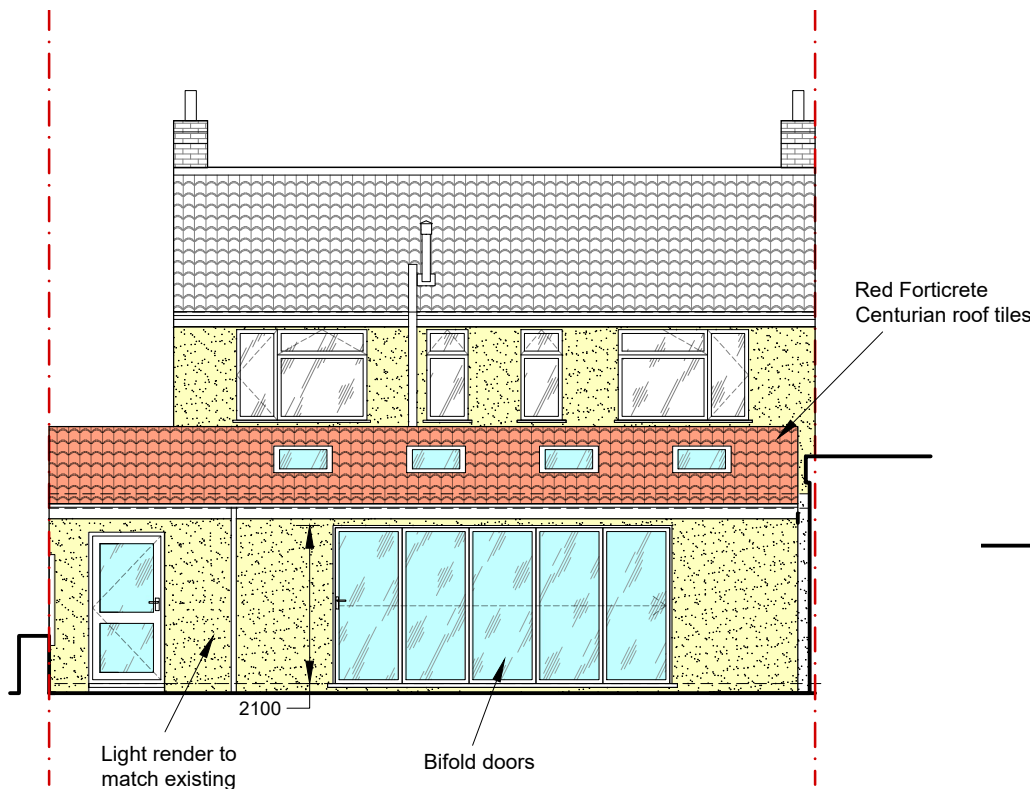 Red Forticrete
Centurian roof tiles
2100
Light render to
match existing
Bifold doors